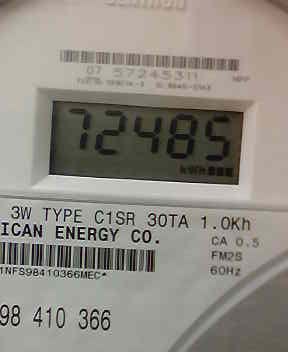 07 57245311
72485
kWh
3W TYPE C1SR 30TA 1.0Kh
ICAN ENERGY CO.
CA 0.5
FM2S
60Hz
1NFS98410366MEC*
98 410 366